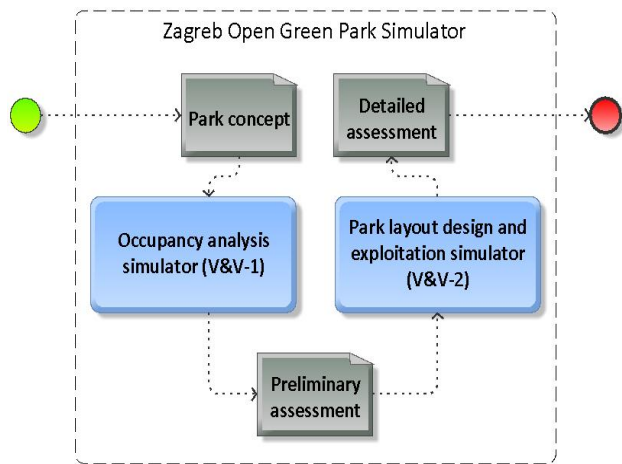 Zagreb Open Green Park Simulator
Park concept
Detailed
assessment
Occupancy analysis
simulator (V&V-1)
Park layout design and
exploitation simulator
(V&V-2)
Preliminary
assessment